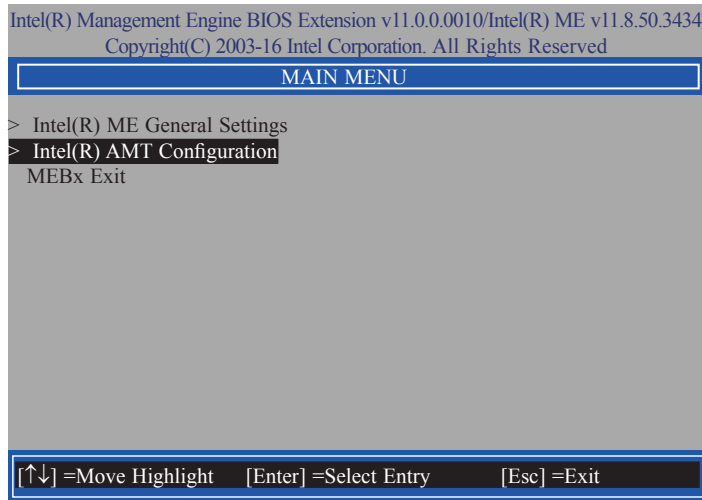 Intel(R) Management Engine BIOS Extension v11.0.0.0010/Intel(R) ME v11.8.50.3434
Copyright(C) 2003-16 Intel Corporation. All Rights Reserved
MAIN MENU
> Intel(R) ME General Settings
> Intel(R) AMT Configuration
MEBx Exit
[↑↓] =Move Highlight [Enter] =Select Entry [Esc] =Exit